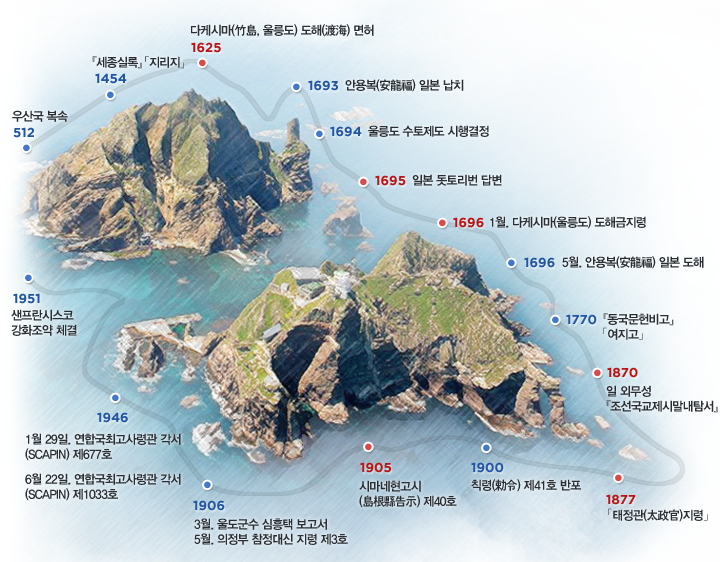 우산국 복속
512
『세종실록』「지리지」
1454
다케시마(竹島, 울릉도) 도해(渡海) 면허
1625
1693 안용복(安龍福) 일본 납치
1694 울릉도 수토제도 시행결정
1695 일본 돗토리번 답변
1696 1월. 다케시마(울릉도) 도해금지령
1696 5월. 안용복(安龍福) 일본 도해
1770 『동국문헌비고』
「여지고」
1870
일 외무성
『조선국교제시말내탐서』
1877
「태정관(太政官)지령」
1900
칙령(勅令) 제41호 반포
1905
시마네현고시
(島根縣告示) 제40호
1906
3월. 울도군수 심흥택 보고서
5월. 의정부 참정대신 지령 제3호
1946
1월 29일. 연합국최고사령관 각서
(SCAPIN) 제677호
6월 22일. 연합국최고사령관 각서
(SCAPIN) 제1033호
1951
샌프란시스코
강화조약 체결